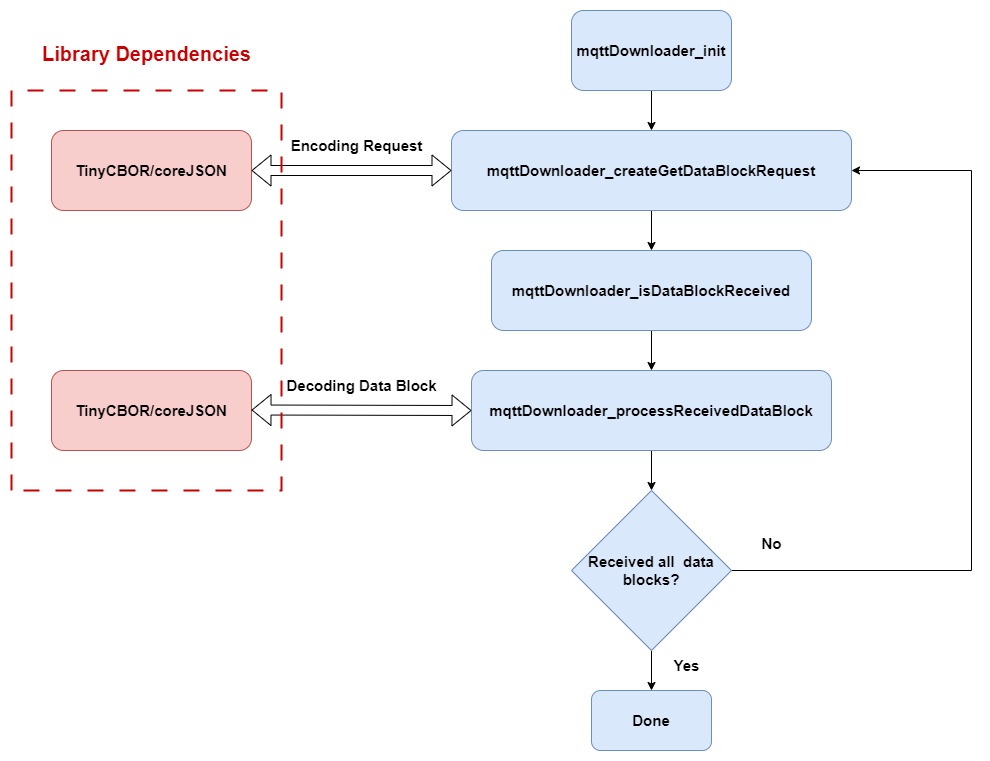 mqttDownloader_init
Library Dependencies
Encoding Request
TinyCBOR/coreJSON
mqttDownloader_createGetDataBlockRequest
mqttDownloader_isDataBlockReceived
Decoding Data Block
TinyCBOR/coreJSON
mqttDownloader_processReceivedDataBlock
Received all data
blocks?
No
Yes
Done